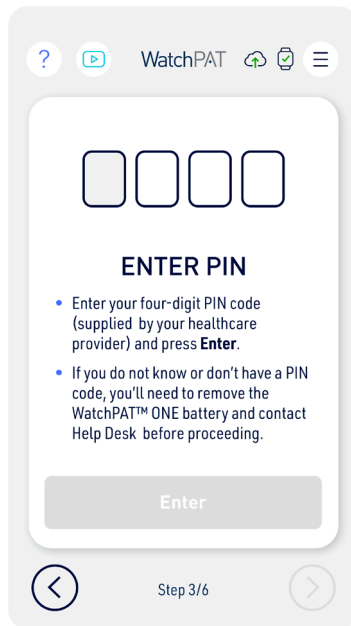 ?
WatchPAT
ENTER PIN
• Enter your four-digit PIN code
(supplied by your healthcare
provider) and press Enter.
• If you do not know or don't have a PIN
code, you'll need to remove the
WatchPAT™ ONE battery and contact
Help Desk before proceeding.
Enter
Step 3/6